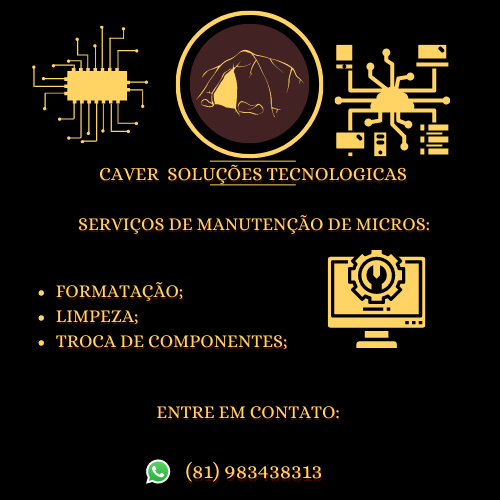 CAVER SOLUÇÕES TECNOLOGICAS
SERVIÇOS DE MANUTENÇÃO DE MICROS:
• FORMATAÇÃO;
• LIMPEZA;
• TROCA DE COMPONENTES;
ENTRE EM CONTATO:
(81) 983438313